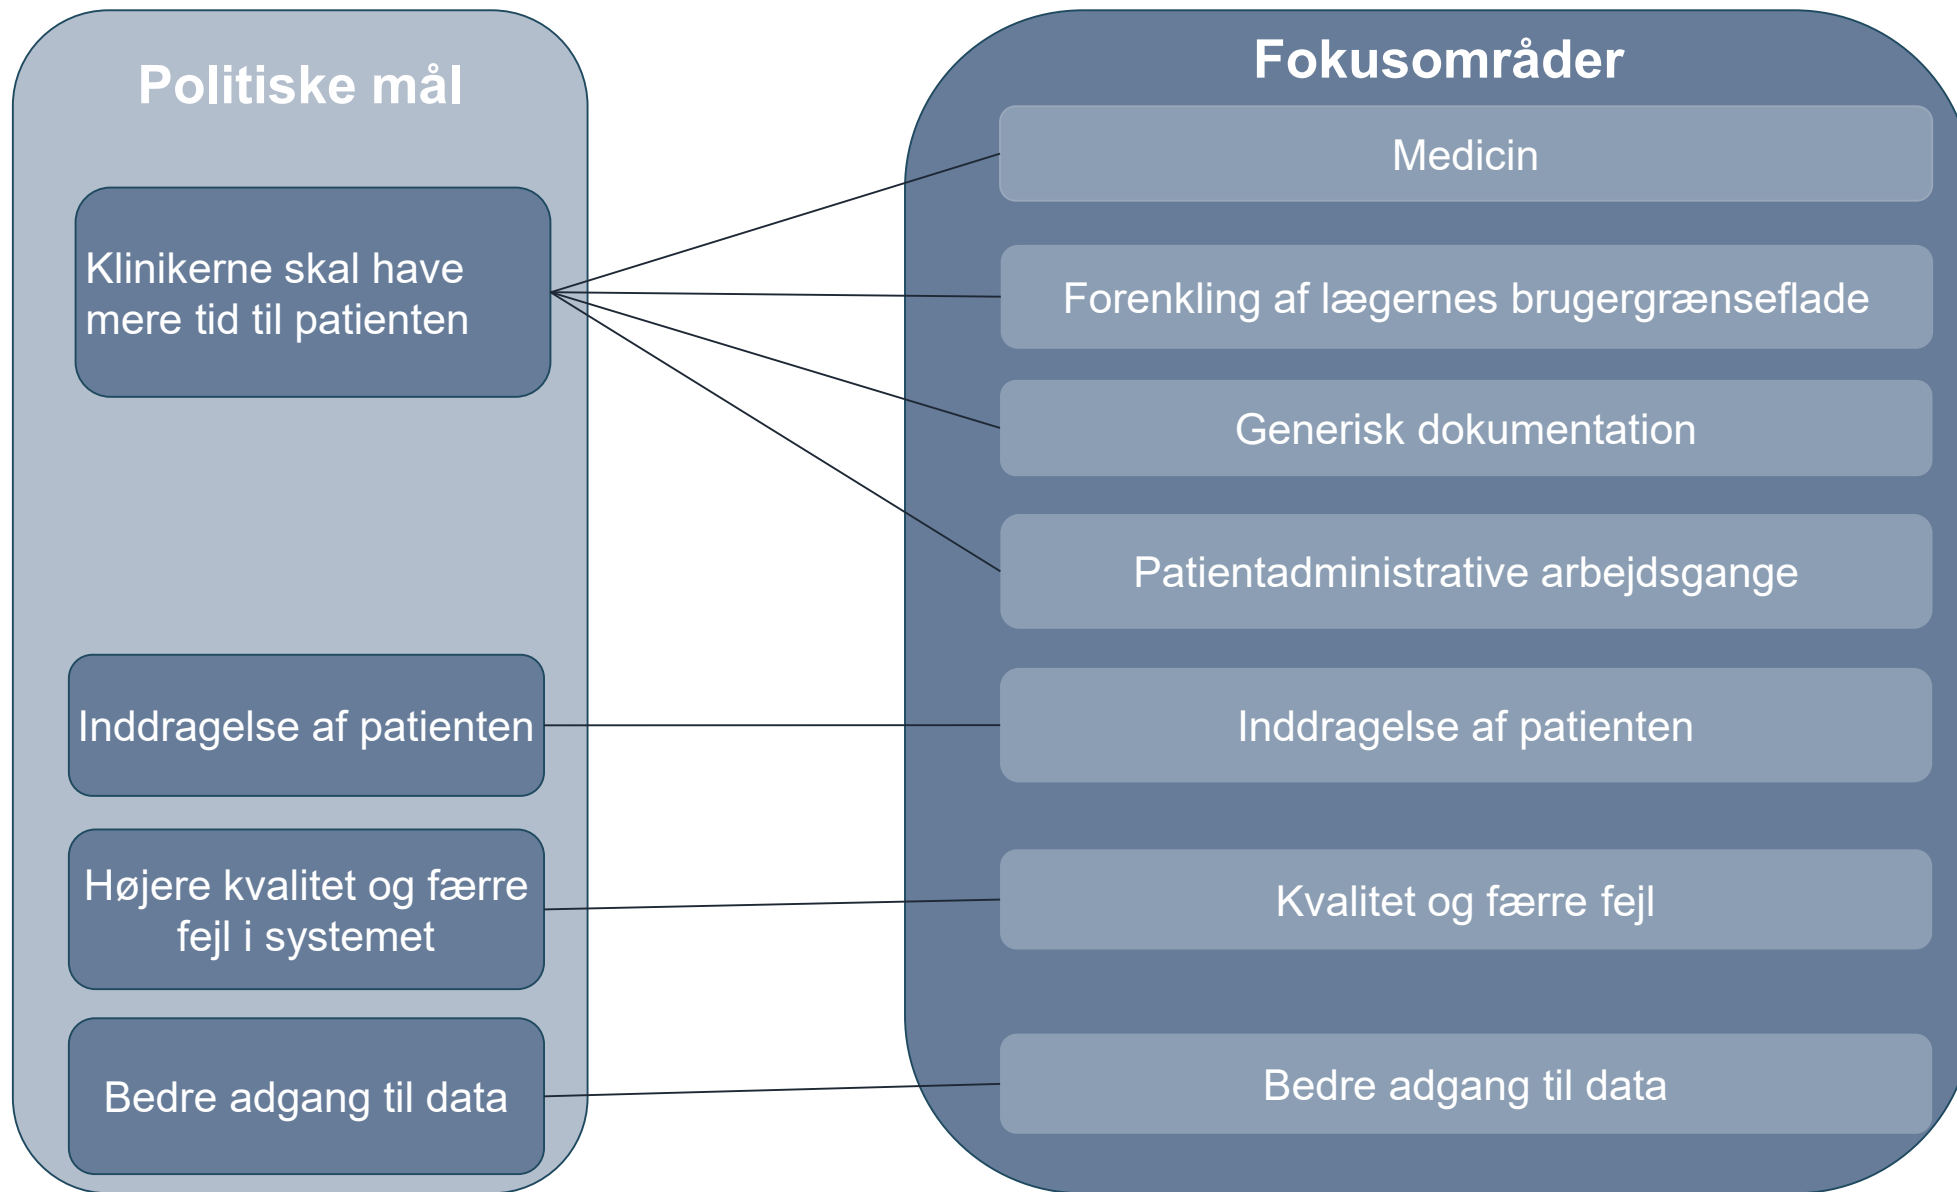 Politiske mål
Klinikerne skal have
mere tid til patienten
Inddragelse af patienten
Højere kvalitet og færre
fejl i systemet
Bedre adgang til data
Fokusområder
Medicin
Forenkling af lægernes brugergrænseflade
Generisk dokumentation
Patientadministrative arbejdsgange
Inddragelse af patienten
Kvalitet og færre fejl
Bedre adgang til data